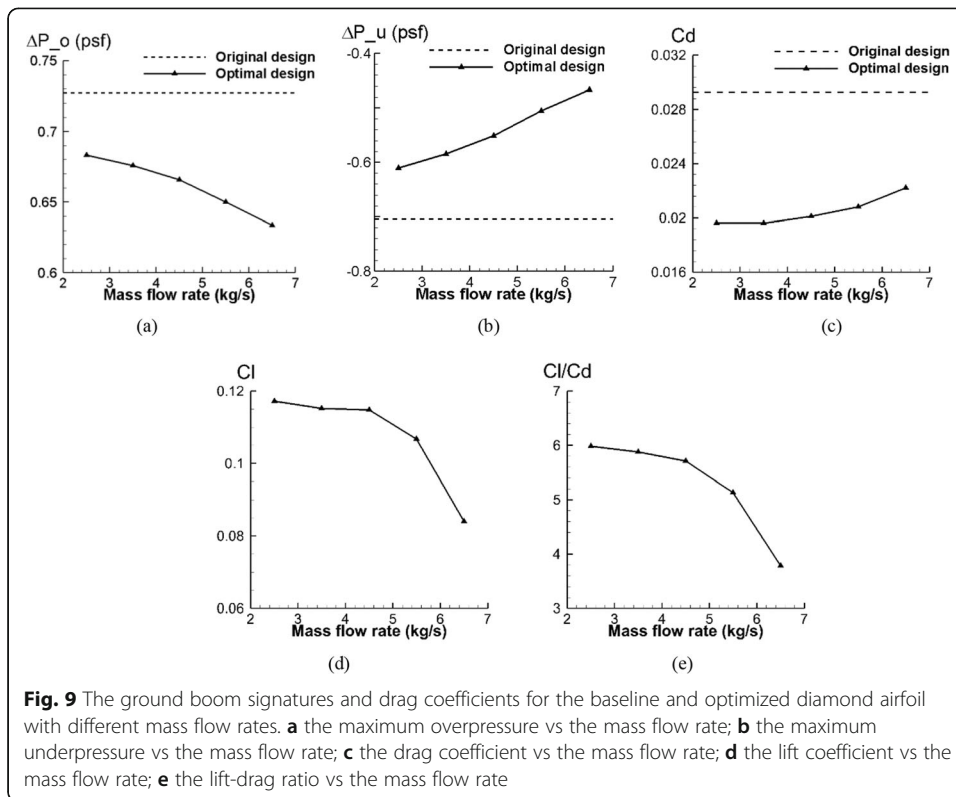 ΔP_o (psf)
0.75
0.7
0.65
0.6
Original design
Optimal design
2 3 4 5 6 7
Mass flow rate (kg/s)
(a)
ΔP_u (psf)
-0.4
-0.6
-0.8
Original design
Optimal design
2 3 4 5 6 7
Mass flow rate (kg/s)
(b)
Cd
0.032
0.028
0.024
0.02
0.016
Original design
Optimal design
2 3 4 5 6 7
Mass flow rate (kg/s)
(c)
Cl
0.12
0.1
0.08
0.06
2 3 4 5 6 7
Mass flow rate (kg/s)
(d)
Cl/Cd
7
6
5
4
3
2 3 4 5 6 7
Mass flow rate (kg/s)
(e)
Fig. 9 The ground boom signatures and drag coefficients for the baseline and optimized diamond airfoil
with different mass flow rates. a the maximum overpressure vs the mass flow rate; b the maximum
underpressure vs the mass flow rate; c the drag coefficient vs the mass flow rate; d the lift coefficient vs the
mass flow rate; e the lift-drag ratio vs the mass flow rate